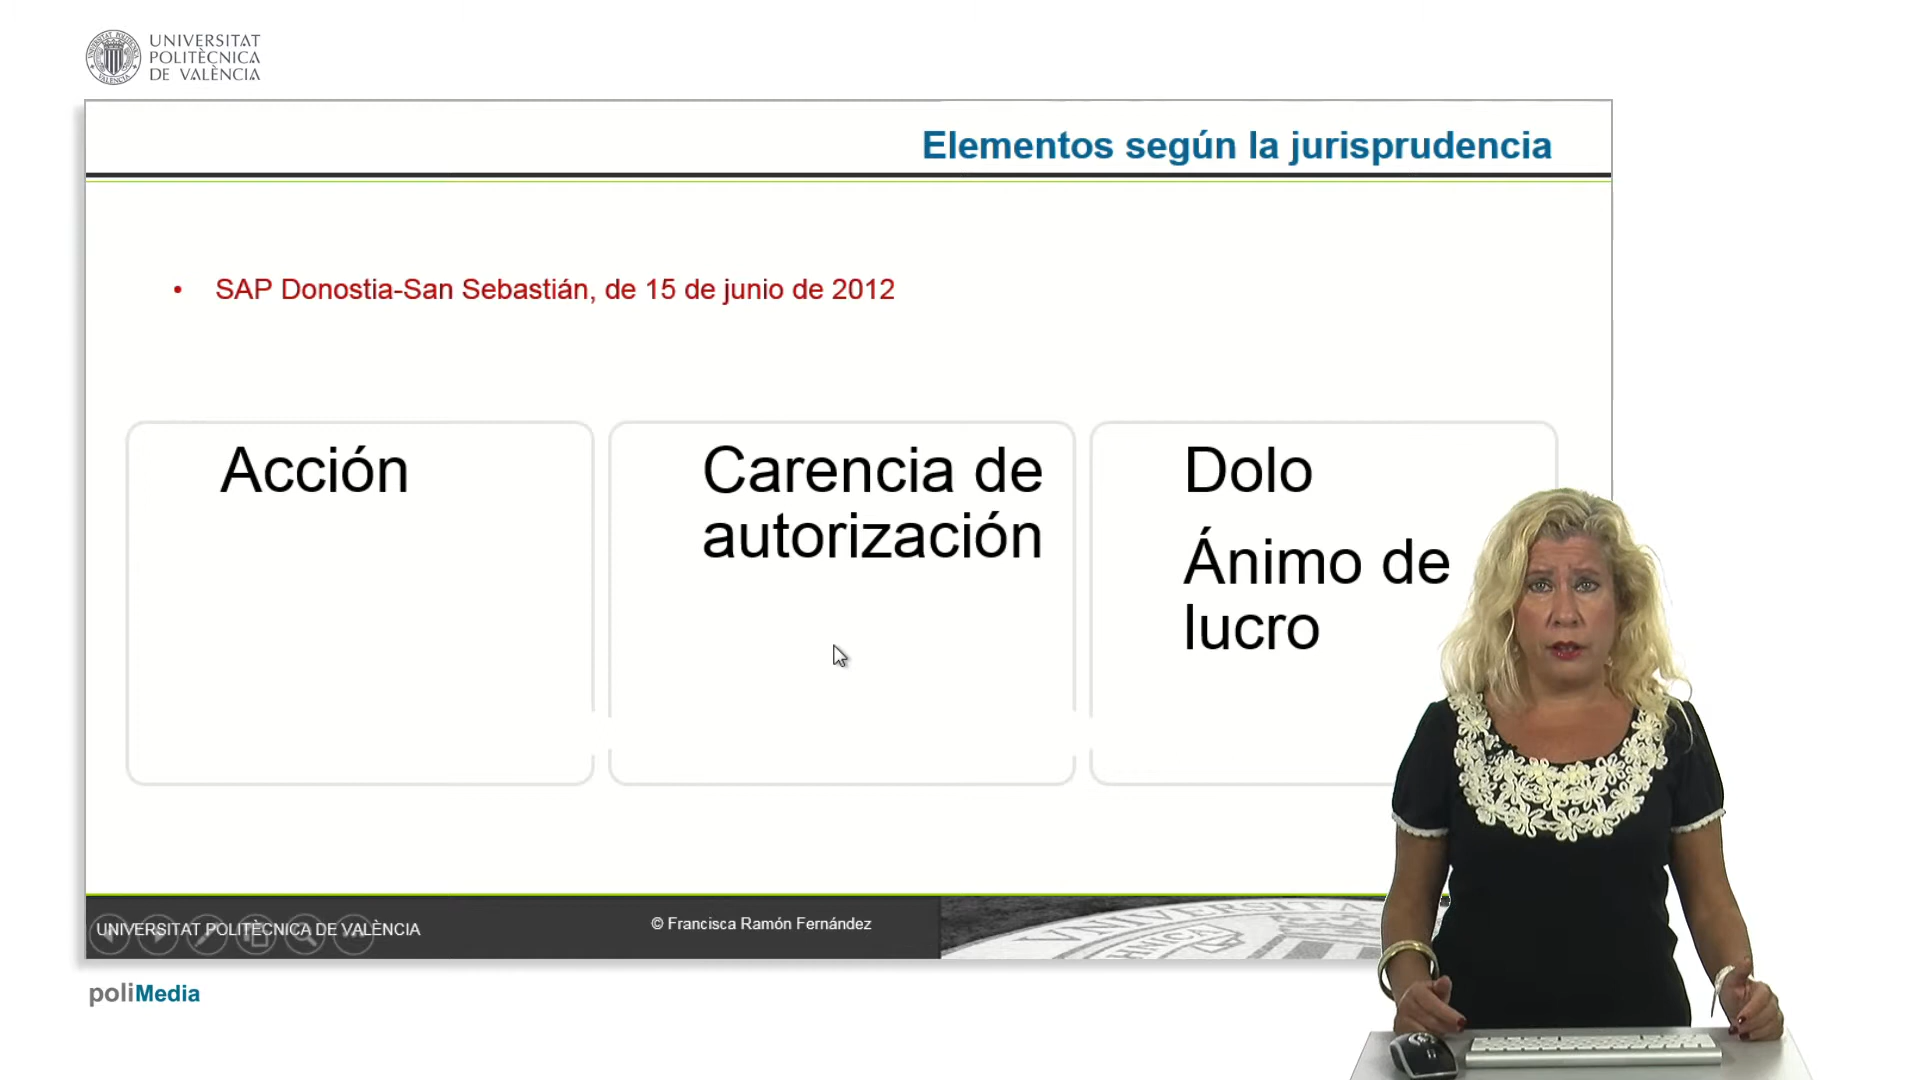 UNIVERSITAT
POLITÈCNICA
DE VALÈNCIA
Elementos según la jurisprudencia
• SAP Donostia-San Sebastián, de 15 de junio de 2012
Acción
Carencia de
autorización
Dolo
Ánimo de
lucro
UNIVERSITAT POLITÈCNICA DE VALÈNCIA
© Francisca Ramón Fernández
poliMedia